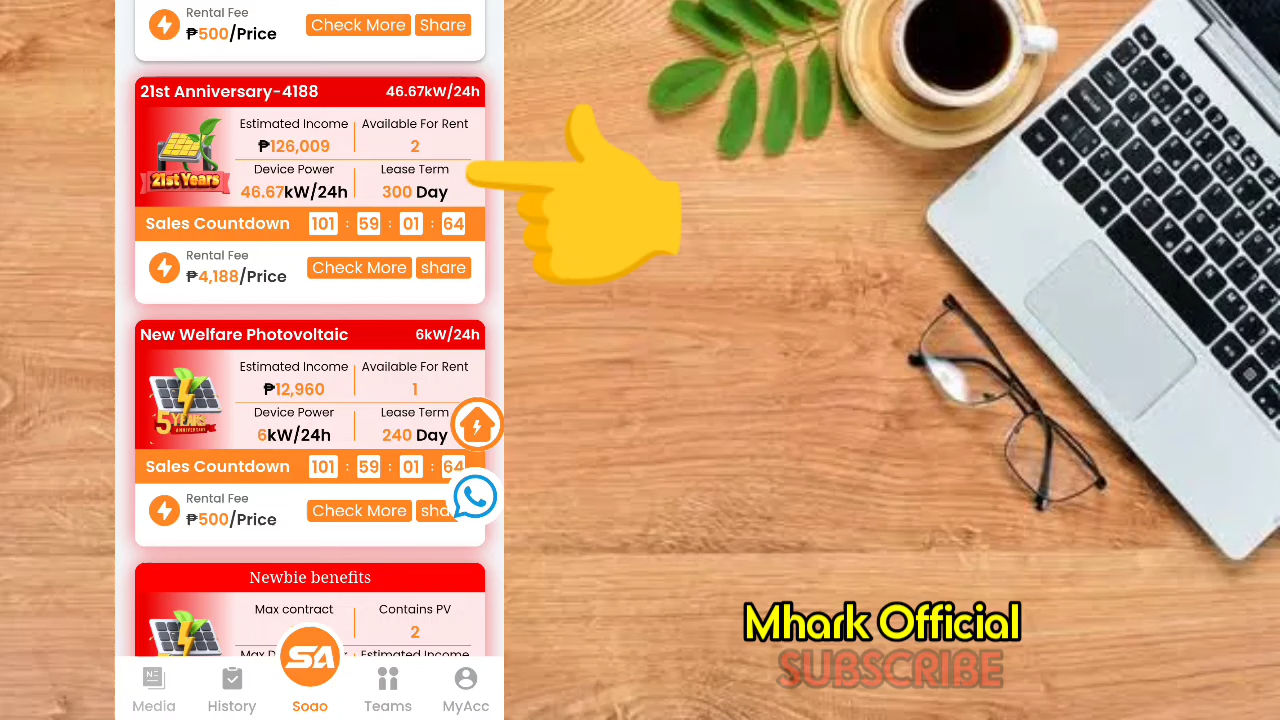 Rental Fee
₱500/Price
Check More
Share
21st Anniversary-4188
46.67kW/24h
Estimated Income
Available For Rent
₱126,009
2
Device Power
Lease Term
46.67kW/24h
300 Day
21st Years
Sales Countdown 101 : 59 : 01 : 64
Rental Fee
₱4,188/Price
Check More
share
New Welfare Photovoltaic
6kW/24h
Estimated Income
Available For Rent
₱12,960
1
Device Power
Lease Term
6kW/24h
240 Day
5 YEARS
ANNIVERSARY
Sales Countdown 101 : 59 : 01 : 64
Rental Fee
₱500/Price
Check More
Newbie benefits
Max contract
Contains PV
2
Estimated Income
SA
Media
History
Soao
Teams
MyAcc
Mhark Official
SUBSCRIBE